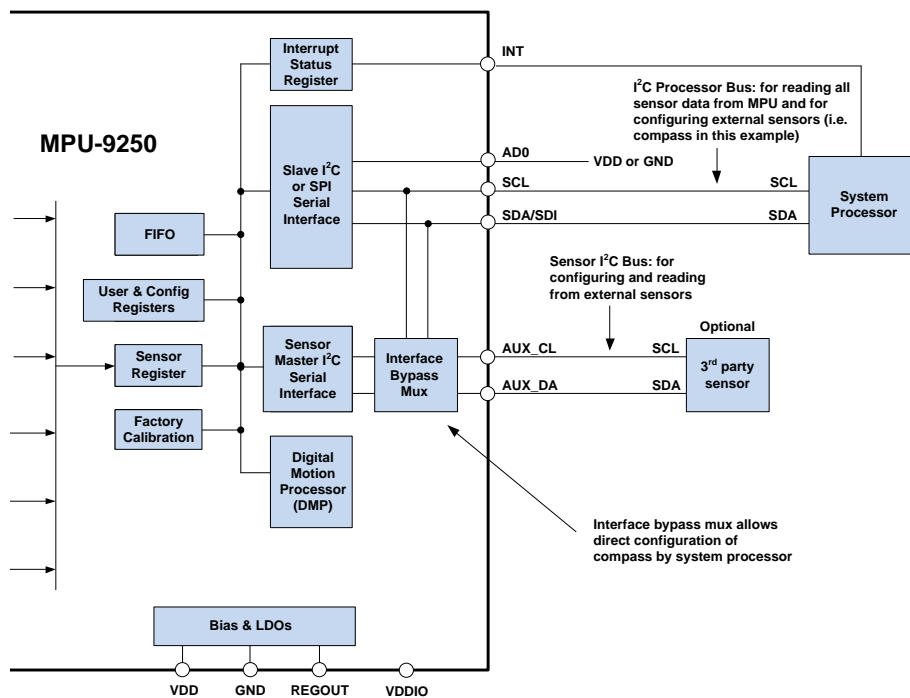 Interrupt
Status
Register
INT
I²C Processor Bus: for reading all
sensor data from MPU and for
configuring external sensors (i.e.
compass in this example)
MPU-9250
Slave I²C
or SPI
Serial
Interface
AD0
VDD or GND
SCL
SCL
SDA/SDI
SDA
System
Processor
FIFO
User & Config
Registers
Sensor I²C Bus: for
configuring and reading
from external sensors
Sensor
Register
Sensor
Master I²C
Serial
Interface
Interface
Bypass
Mux
AUX_CL
SCL
AUX_DA
SDA
Optional
3rd party
sensor
Factory
Calibration
Digital
Motion
Processor
(DMP)
Interface bypass mux allows
direct configuration of
compass by system processor
Bias & LDOs
VDD
GND
REGOUT
VDDIO